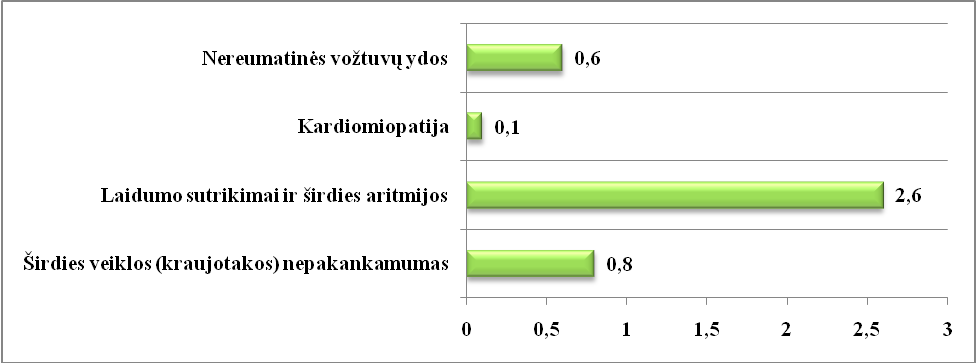 Nereumatinės vožtuvų ydos
0,6
Kardiomiopatija
0,1
Laidumo sutrikimai ir širdies aritmijos
2,6
Širdies veiklos (kraujotakos) nepakankamumas
0,8
0 0,5 1 1,5 2 2,5 3